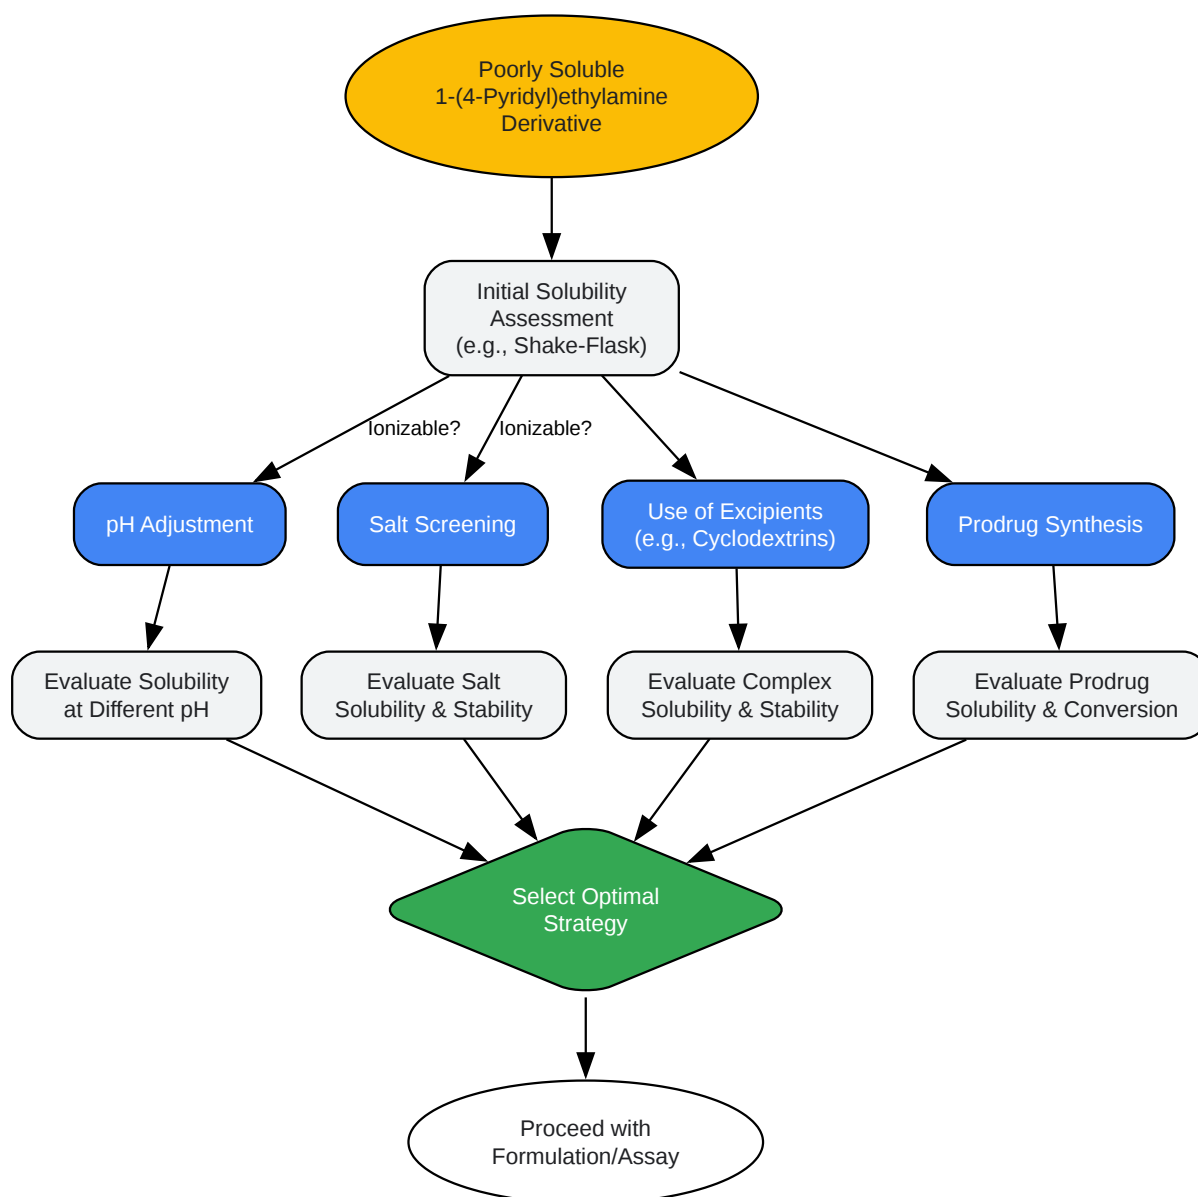 Poorly Soluble
1-(4-Pyridyl)ethylamine
Derivative
Initial Solubility
Assessment
(e.g., Shake-Flask)
Ionizable?
Ionizable?
pH Adjustment
Salt Screening
Use of Excipients
(e.g., Cyclodextrins)
Prodrug Synthesis
Evaluate Solubility
at Different pH
Evaluate Salt
Solubility & Stability
Evaluate Complex
Solubility & Stability
Evaluate Prodrug
Solubility & Conversion
Select Optimal
Strategy
Proceed with
Formulation/Assay